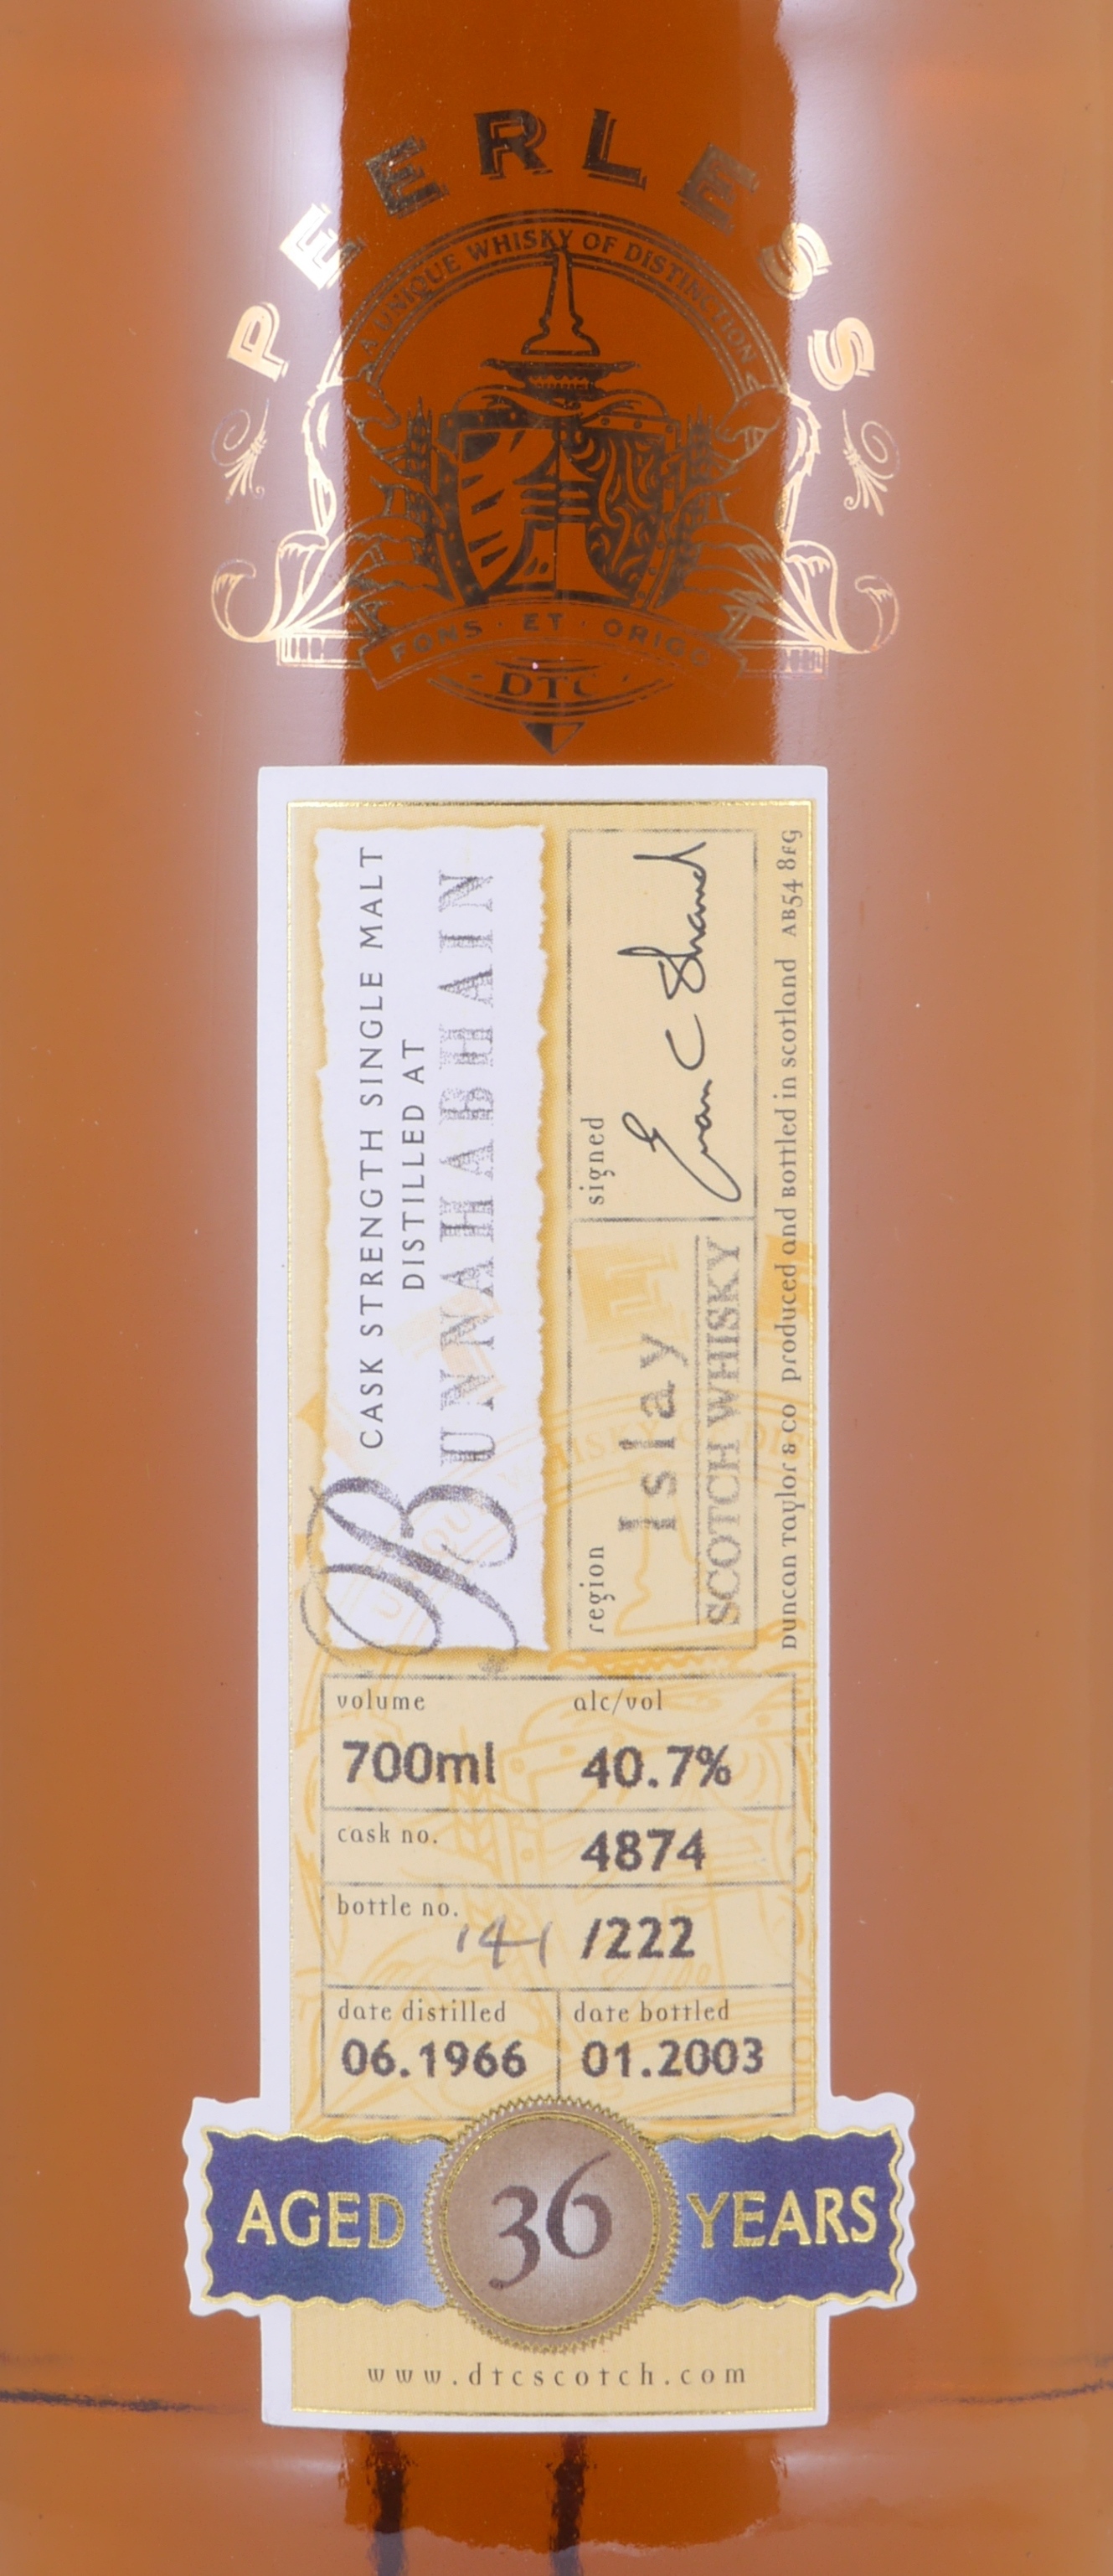 PEERLESS
A UNIQUE WHISKY OF DISTINCTION
FONS · ET · ORIGO
· DTC ·
CASK STRENGTH SINGLE MALT
DISTILLED AT
BUNNAHABHAIN
region
Islay
SCOTCH WHISKY
signed
Euan C Shand
Duncan Taylor & Co produced and Bottled in scotland AB54 8FG
volume alc/vol
700ml 40.7%
cask no. 4874
bottle no. 141 /222
date distilled date bottled
06.1966 01.2003
AGED 36 YEARS
www.dtcscotch.com